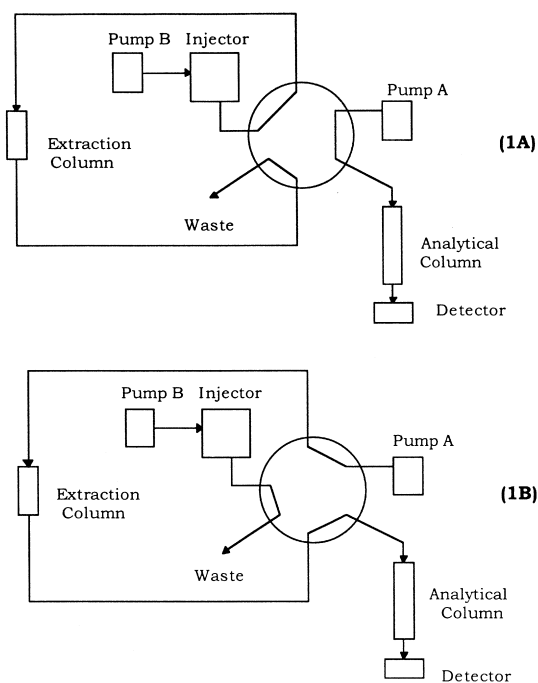 Pump B Injector
Pump A
(1A)
Extraction
Column
Waste
Analytical
Column
Detector
Pump B Injector
Pump A
(1B)
Extraction
Column
Waste
Analytical
Column
Detector